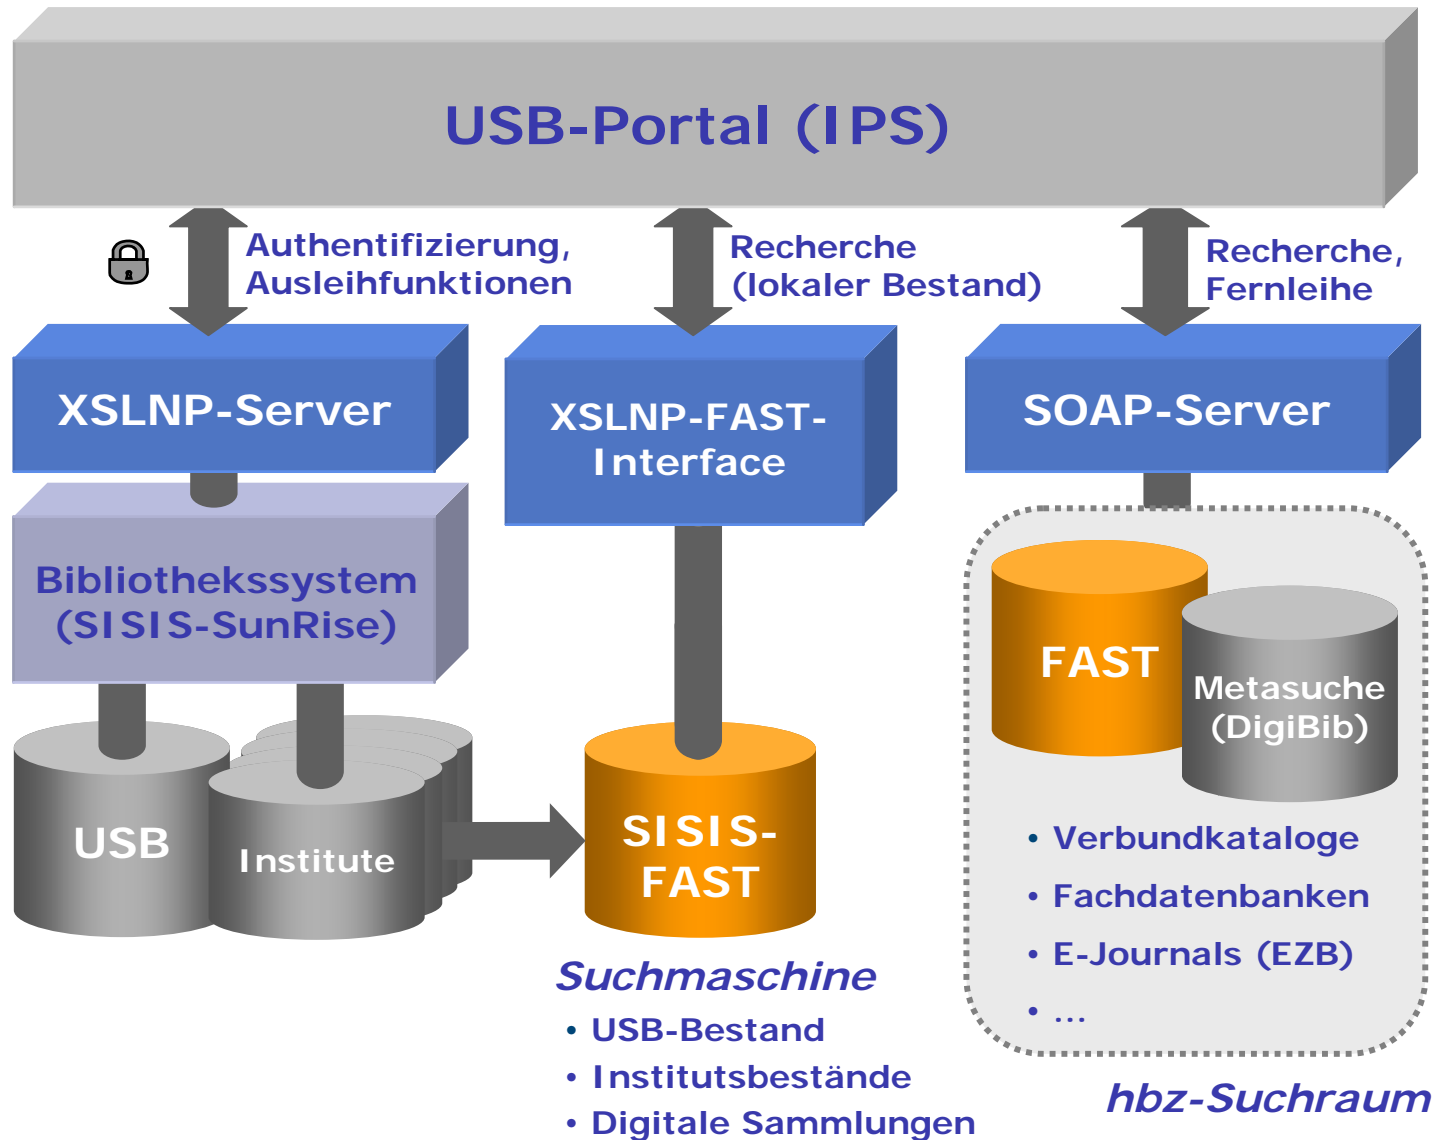 USB-Portal (IPS)
Authentifizierung,
Ausleihfunktionen
Recherche
(lokaler Bestand)
Recherche,
Fernleihe
XSLNP-Server
XSLNP-FAST-
Interface
SOAP-Server
Bibliothekssystem
(SISIS-SunRise)
USB
Institute
SISIS-
FAST
Suchmaschine
• USB-Bestand
• Institutsbestände
• Digitale Sammlungen
FAST
Metasuche
(DigiBib)
• Verbundkataloge
• Fachdatenbanken
• E-Journals (EZB)
• ...
hbz-Suchraum